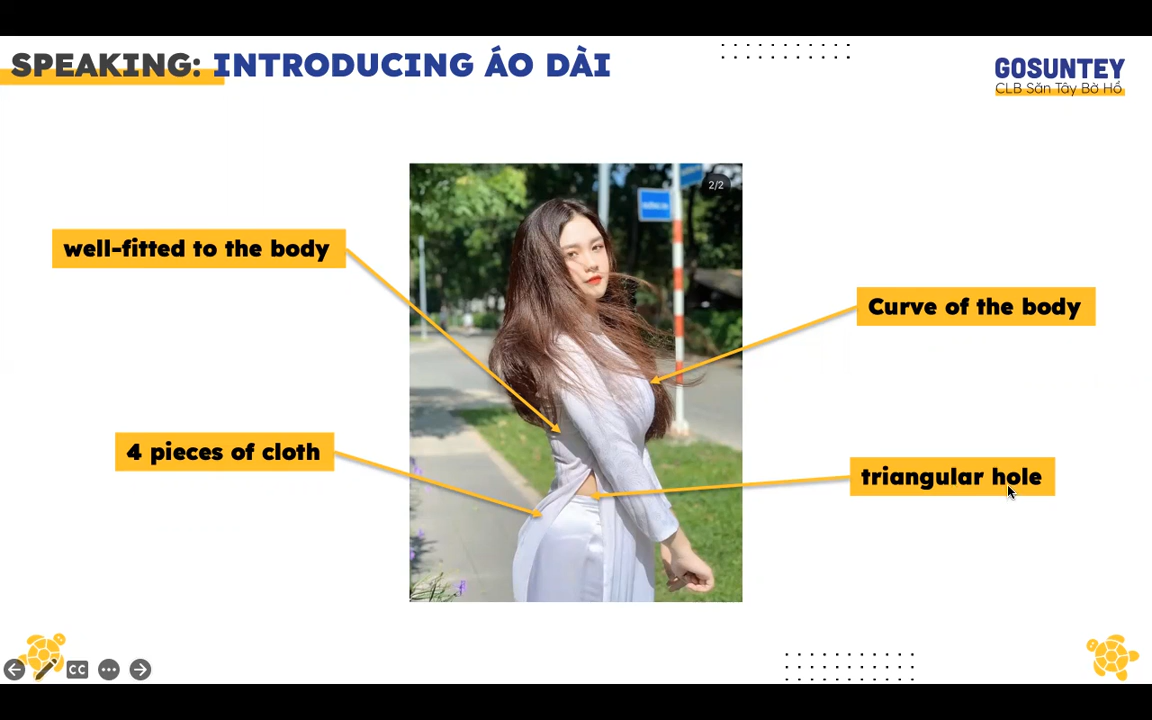 SPEAKING: INTRODUCING ÁO DÀI
GOSUNTEY
CLB Săn Tây Bờ Hồ
2/2
well-fitted to the body
Curve of the body
4 pieces of cloth
triangular hole
CC